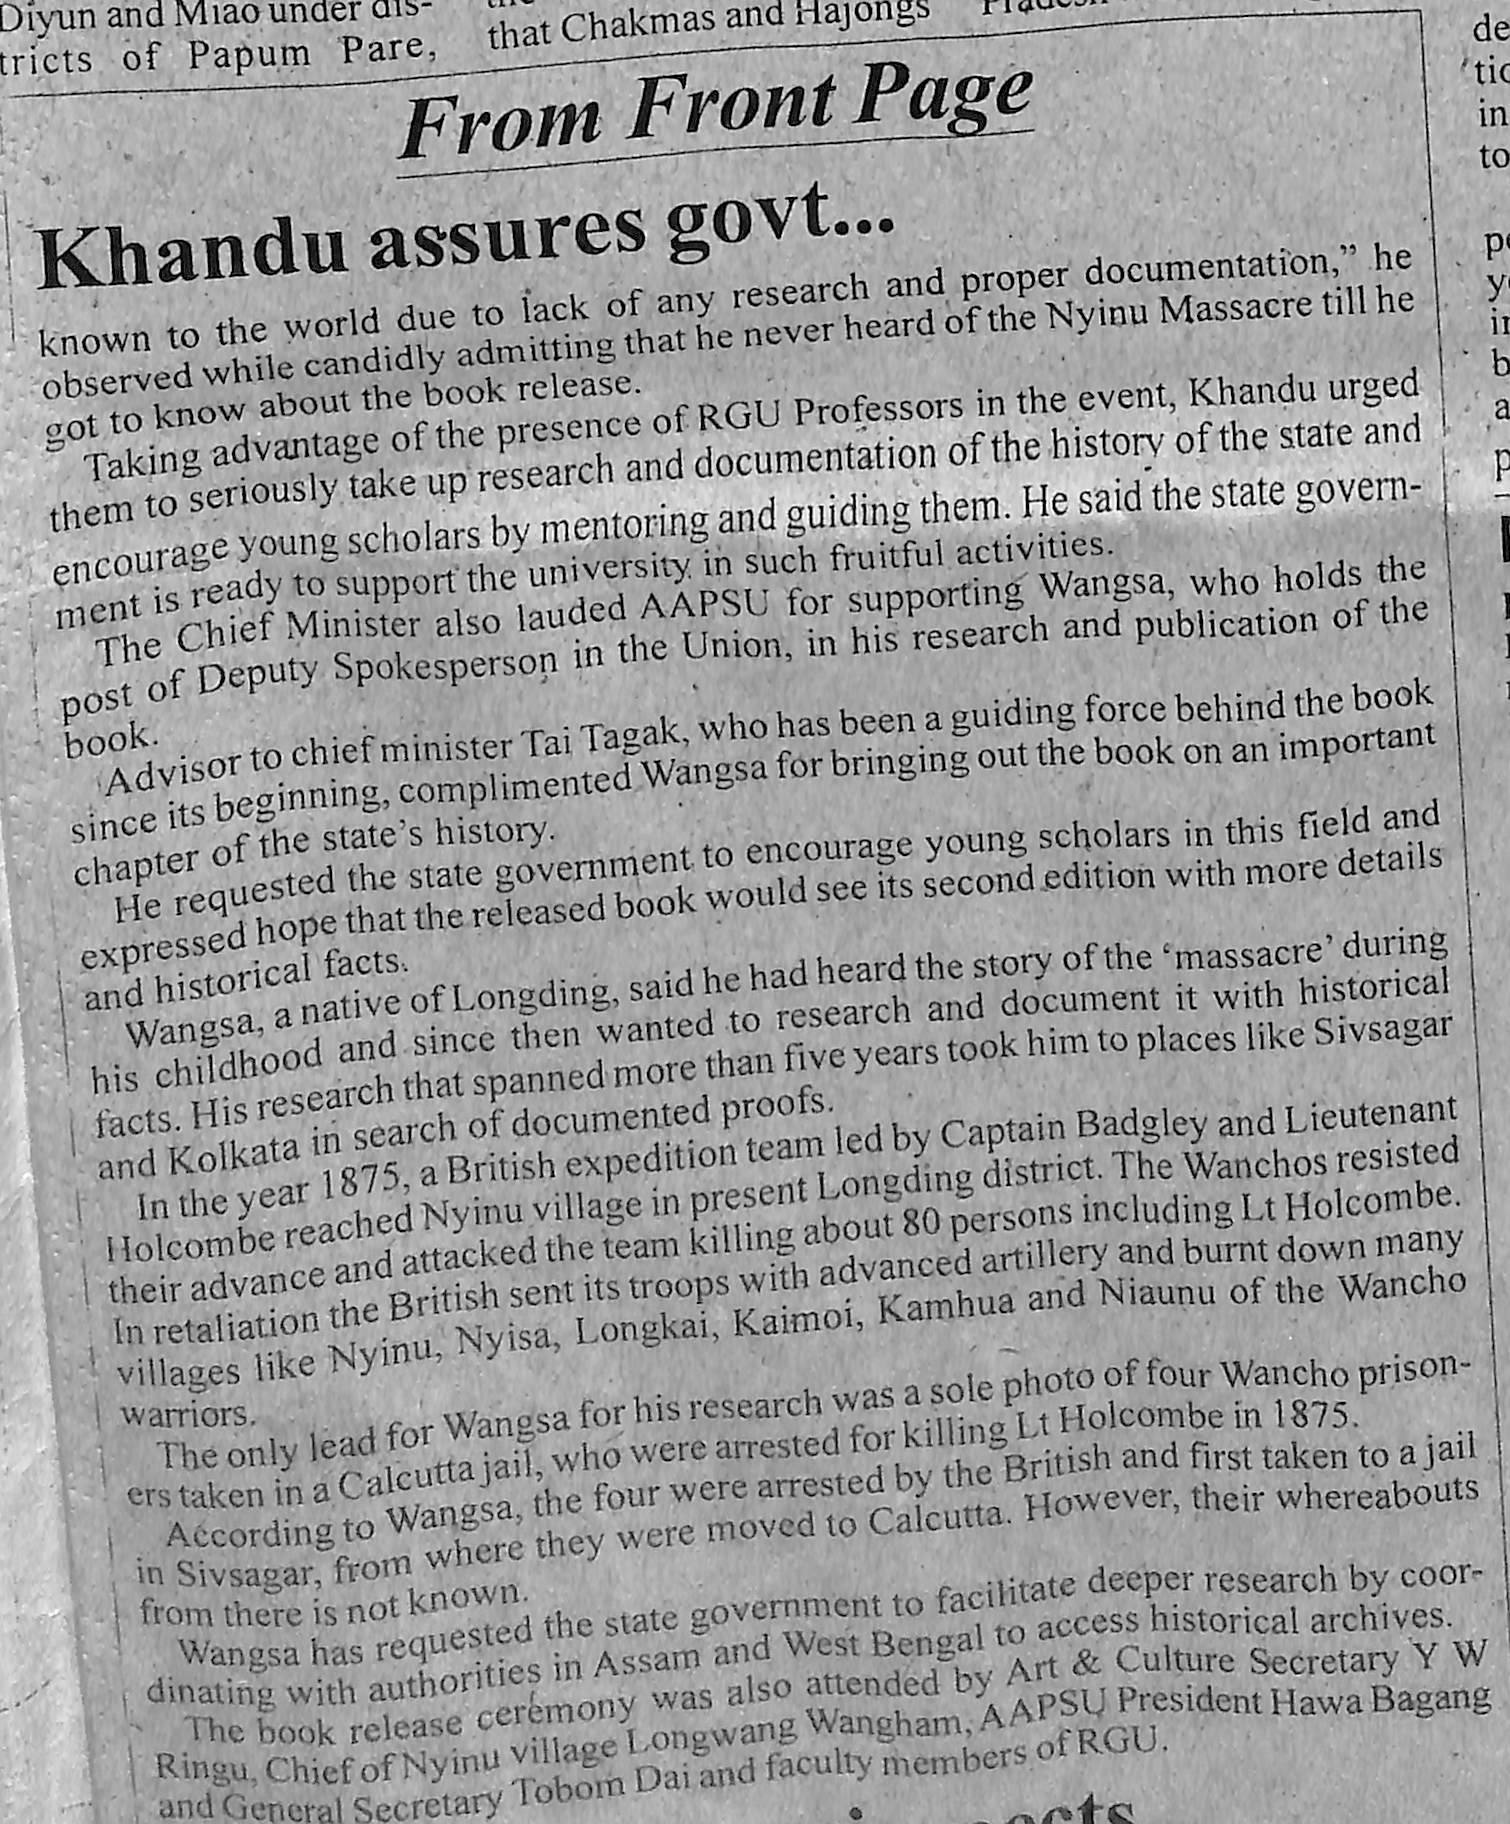 Diyun and Miao under dis-
tricts of Papum Pare,
that Chakmas and Hajongs
From Front Page
Khandu assures govt...
known to the world due to lack of any research and proper documentation,” he
observed while candidly admitting that he never heard of the Nyinu Massacre till he
got to know about the book release.
Taking advantage of the presence of RGU Professors in the event, Khandu urged
them to seriously take up research and documentation of the history of the state and
encourage young scholars by mentoring and guiding them. He said the state govern-
ment is ready to support the university in such fruitful activities.
The Chief Minister also lauded AAPSU for supporting Wangsa, who holds the
post of Deputy Spokesperson in the Union, in his research and publication of the
book.
Advisor to chief minister Tai Tagak, who has been a guiding force behind the book
since its beginning, complimented Wangsa for bringing out the book on an important
chapter of the state’s history.
He requested the state government to encourage young scholars in this field and
expressed hope that the released book would see its second edition with more details
and historical facts.
Wangsa, a native of Longding, said he had heard the story of the ‘massacre’ during
his childhood and since then wanted to research and document it with historical
facts. His research that spanned more than five years took him to places like Sivsagar
and Kolkata in search of documented proofs.
In the year 1875, a British expedition team led by Captain Badgley and Lieutenant
Holcombe reached Nyinu village in present Longding district. The Wanchos resisted
their advance and attacked the team killing about 80 persons including Lt Holcombe.
In retaliation the British sent its troops with advanced artillery and burnt down many
villages like Nyinu, Nyisa, Longkai, Kaimoi, Kamhua and Niaunu of the Wancho
warriors.
The only lead for Wangsa for his research was a sole photo of four Wancho prison-
ers taken in a Calcutta jail, who were arrested for killing Lt Holcombe in 1875.
According to Wangsa, the four were arrested by the British and first taken to a jail
in Sivsagar, from where they were moved to Calcutta. However, their whereabouts
from there is not known.
Wangsa has requested the state government to facilitate deeper research by coor-
dinating with authorities in Assam and West Bengal to access historical archives.
The book release ceremony was also attended by Art & Culture Secretary Y W
Ringu, Chief of Nyinu village Longwang Wangham, AAPSU President Hawa Bagang
and General Secretary Tobom Dai and faculty members of RGU.